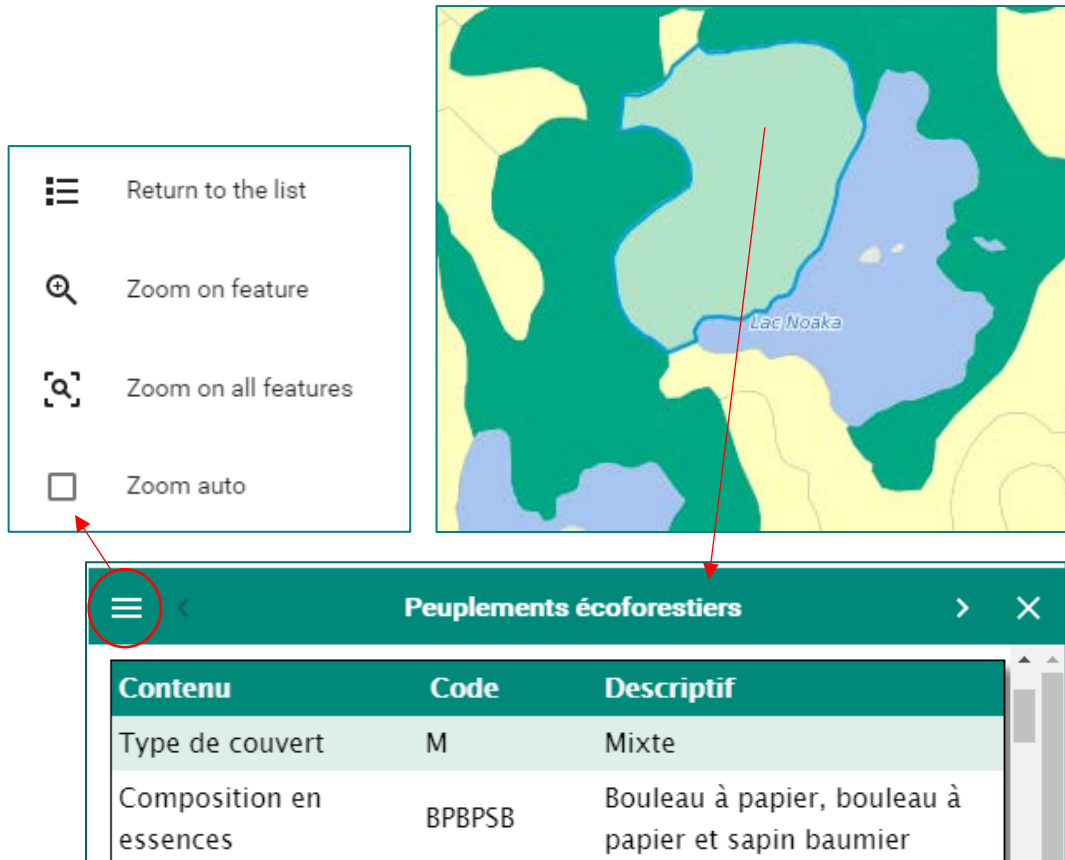 Return to the list
Zoom on feature
Zoom on all features
Zoom auto
Lac Noaka
Peuplements écoforestiers
Contenu Code Descriptif
Type de couvert M Mixte
Composition en
essences BPBPSB Bouleau à papier, bouleau à
papier et sapin baumier